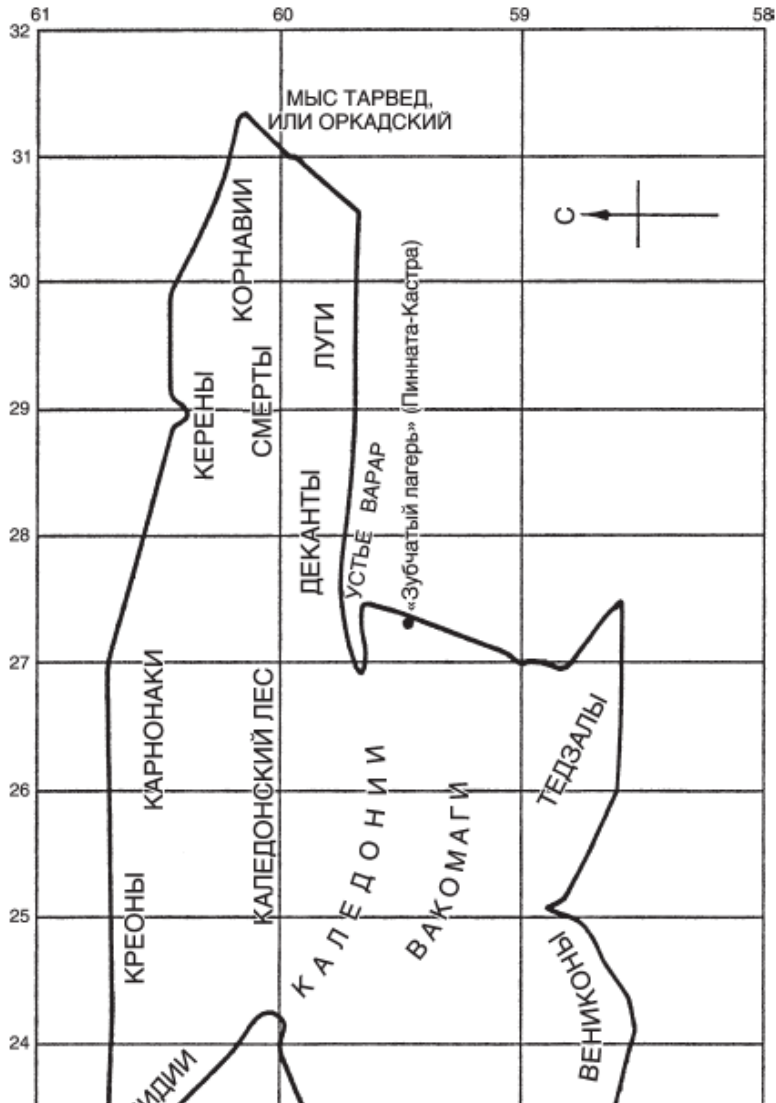 61 60 59 58
32
МЫС ТАРВЕД,
ИЛИ ОРКАДСКИЙ
31
С
КОРНАВИИ
30
ЛУГИ
«Зубчатый лагерь» (Пинната-Кастра)
СМЕРТЫ
КЕРЕНЫ
29
УСТЬЕ ВАРАР
ДЕКАНТЫ
28
27
КАРНОНАКИ
КАЛЕДОНСКИЙ ЛЕС
КАЛЕДОНИИ
ВАКОМАГИ
ТЕДЗАЛЫ
26
КРЕОНЫ
25
ВЕНИКОНЫ
24